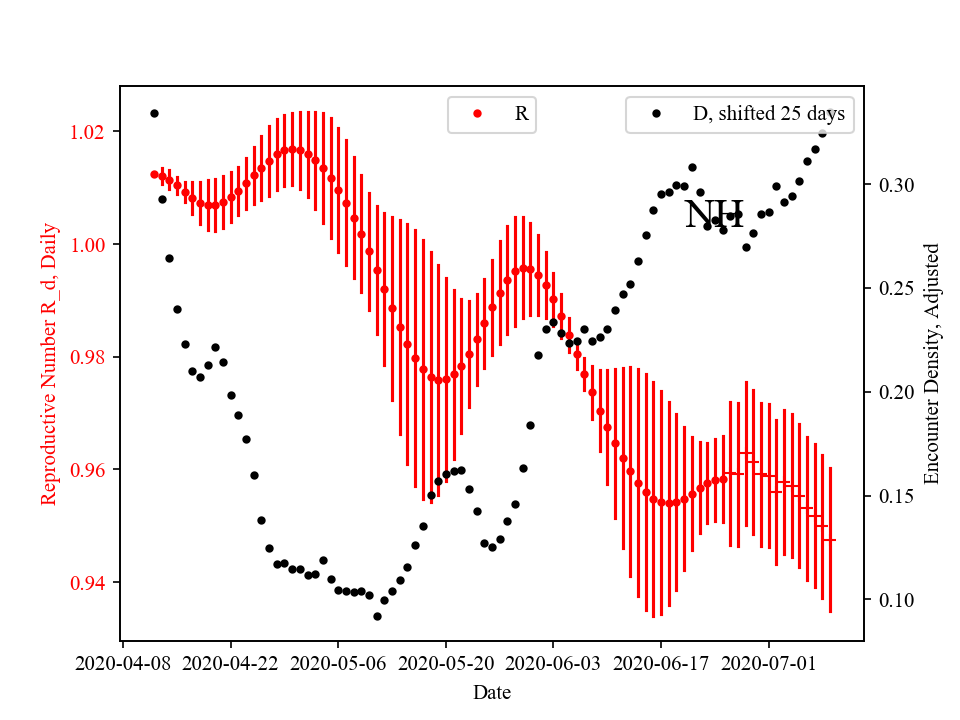 R
D, shifted 25 days
1.02
1.00
0.98
0.96
0.94
Reproductive Number R_d, Daily
NH
0.30
0.25
0.20
0.15
0.10
Encounter Density, Adjusted
2020-04-08 2020-04-22 2020-05-06 2020-05-20 2020-06-03 2020-06-17 2020-07-01
Date